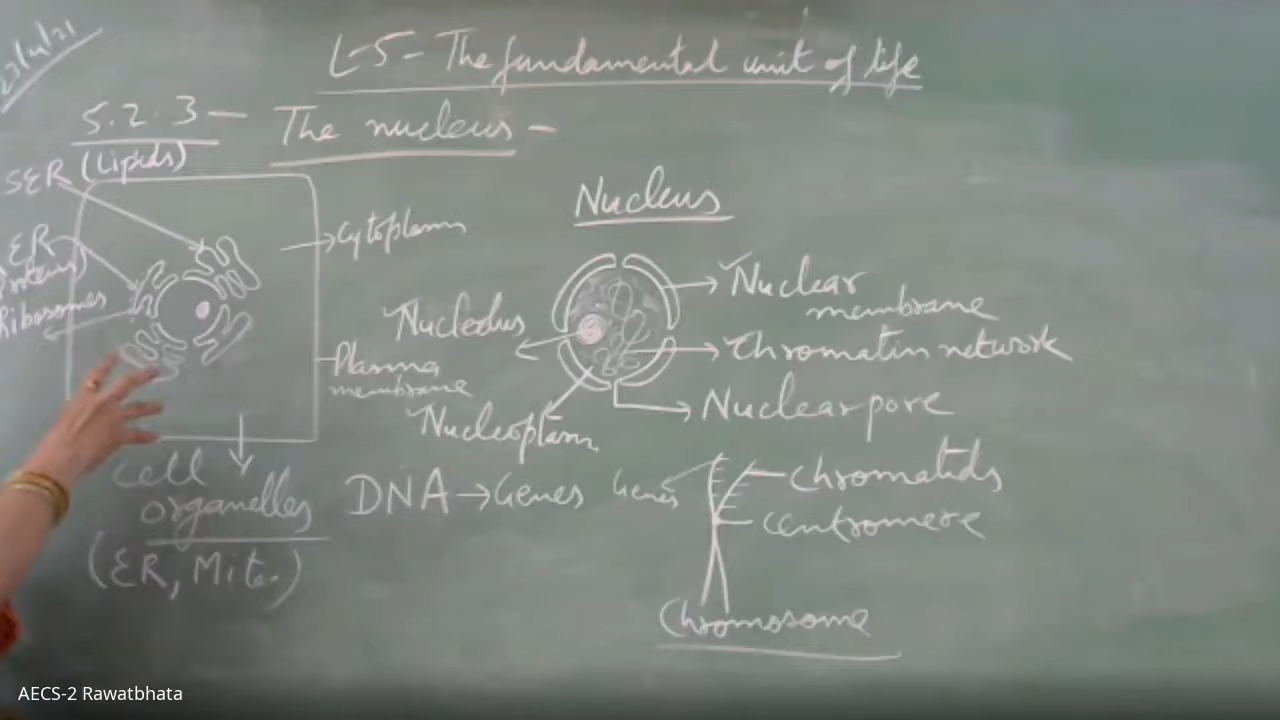 L-5- The fundamental unit of life
5.2.3- The nucleus -
SER (Lipids)
ER
Ribosomes
Cytoplasm
Plasma
membrane
cell
organelles
(ER, Mito.)
Nucleus
Nuclear
membrane
Chromatin network
Nuclear pore
Nucleolus
Nucleoplasm
DNA → Genes
Genes
Chromatids
Centromere
Chromosome
AECS-2 Rawatbhata